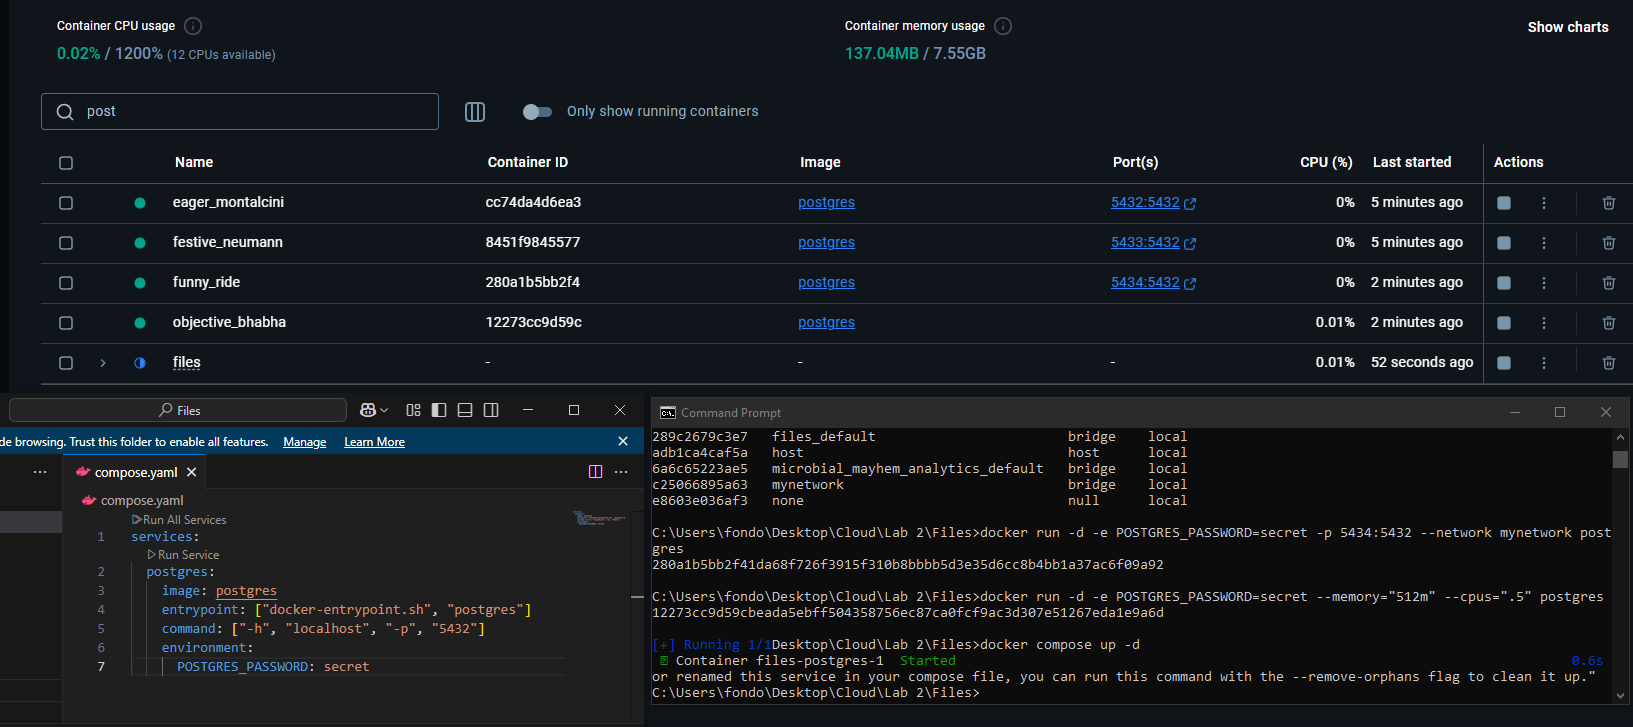 Container CPU usage
0.02% / 1200% (12 CPUs available)
Container memory usage
137.04MB / 7.55GB
Show charts
post
Only show running containers
Name Container ID Image Port(s) CPU (%) Last started Actions
eager_montalcini cc74da4d6ea3 postgres 5432:5432 0% 5 minutes ago
festive_neumann 8451f9845577 postgres 5433:5432 0% 5 minutes ago
funny_ride 280a1b5bb2f4 postgres 5434:5432 0% 2 minutes ago
objective_bhabha 12273cc9d59c postgres 0.01% 2 minutes ago
files - - - 0.01% 52 seconds ago
Files
de browsing. Trust this folder to enable all features. Manage Learn More
compose.yaml
compose.yaml
Run All Services
1 services:
Run Service
2 postgres:
3 image: postgres
4 entrypoint: ["docker-entrypoint.sh", "postgres"]
5 command: ["-h", "localhost", "-p", "5432"]
6 environment:
7 POSTGRES_PASSWORD: secret
Command Prompt
289c2679c3e7 files_default bridge local
adb1ca4caf5a host host local
6a6c65223ae5 microbial_mayhem_analytics_default bridge local
c25066895a63 mynetwork bridge local
e8603e036af3 none null local
C:\Users\fondo\Desktop\Cloud\Lab 2\Files>docker run -d -e POSTGRES_PASSWORD=secret -p 5434:5432 --network mynetwork post
gres
280a1b5bb2f41da68f726f3915f310b8bbbb5d3e35d6cc8b4bb1a37ac6f09a92
C:\Users\fondo\Desktop\Cloud\Lab 2\Files>docker run -d -e POSTGRES_PASSWORD=secret --memory="512m" --cpus=".5" postgres
12273cc9d59cbeada5ebff504358756ec87ca0fcf9ac3d307e51267eda1e9a6d
[+] Running 1/1Desktop\Cloud\Lab 2\Files>docker compose up -d
Container files-postgres-1 Started 0.6s
or renamed this service in your compose file, you can run this command with the --remove-orphans flag to clean it up."
C:\Users\fondo\Desktop\Cloud\Lab 2\Files>